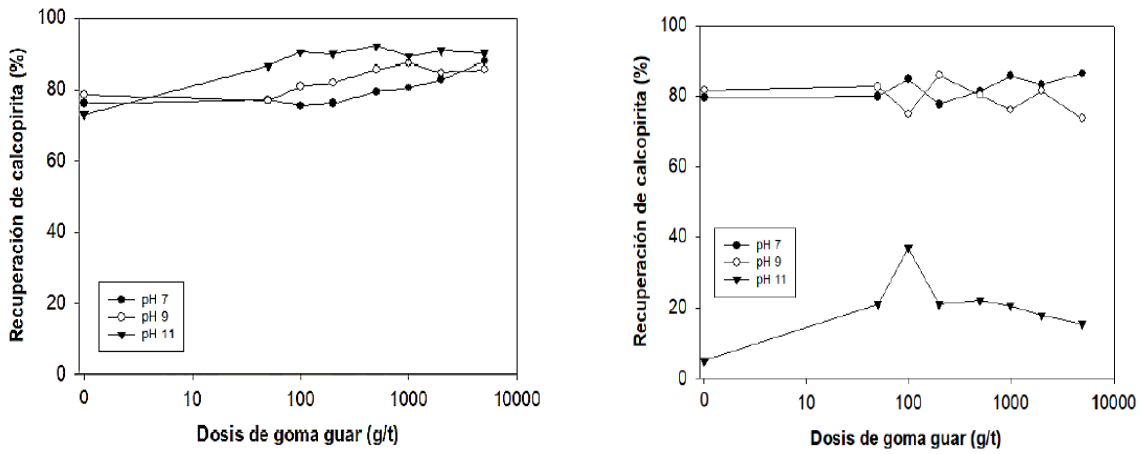 Recuperación de calcopirita (%)
100
80
60
40
20
0
pH 7
pH 9
pH 11
0
10
100
1000
10000
Dosis de goma guar (g/t)
Recuperación de calcopirita (%)
100
80
60
40
20
0
pH 7
pH 9
pH 11
0
10
100
1000
10000
Dosis de goma guar (g/t)